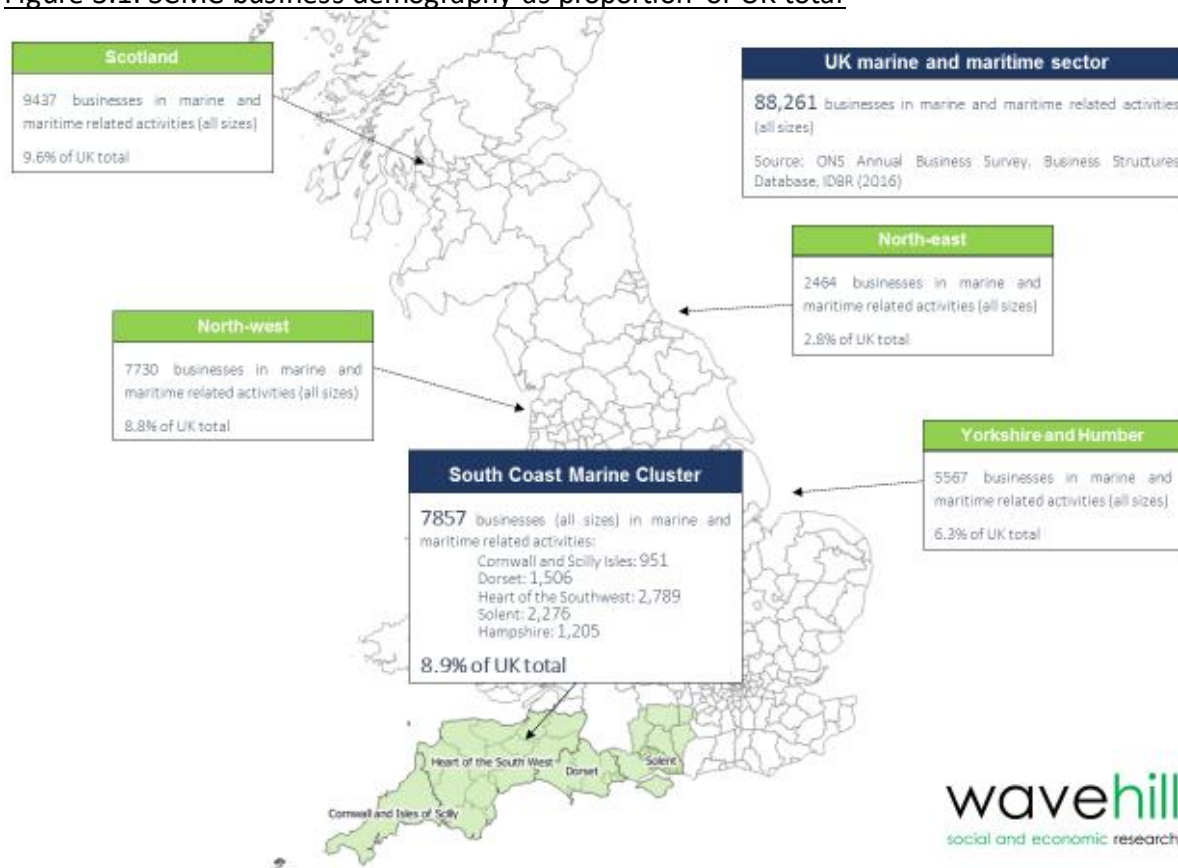 business demography as proportion of UK total
Scotland
9437 businesses in marine and
maritime related activities (all sizes)
9.6% of UK total
UK marine and maritime sector
88,261 businesses in marine and maritime related activities
(all sizes)
Source: ONS Annual Business Survey, Business Structures
Database, IDBR (2016)
North-east
2464 businesses in marine and
maritime related activities (all sizes)
2.8% of UK total
North-west
7730 businesses in marine and
maritime related activities (all sizes)
8.8% of UK total
Yorkshire and Humber
5567 businesses in marine and
maritime related activities (all sizes)
6.3% of UK total
South Coast Marine Cluster
7857 businesses (all sizes) in marine and
maritime related activities:
Cornwall and Scilly Isles: 951
Dorset: 1,506
Heart of the Southwest: 2,789
Solent: 2,276
Hampshire: 1,205
8.9% of UK total
Heart of the South West
Dorset
Solent
Cornwall and Isles of Scilly
wavehill
social and economic research